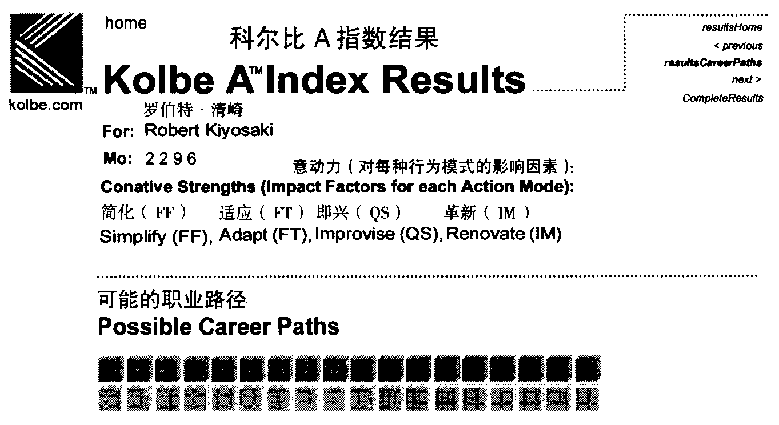 home
科尔比 A 指数结果
Kolbe A™ Index Results
resultsHome
< previous
resultsCareerPaths
next >
CompleteResults
kolbe.com
罗伯特·清崎
For: Robert Kiyosaki
Mo: 2296
意动力（对每种行为模式的影响因素）:
Conative Strengths (Impact Factors for each Action Mode):
简化（FF） 适应（FT） 即兴（QS） 革新（IM）
Simplify (FF), Adapt (FT), Improvise (QS), Renovate (IM)
可能的职业路径
Possible Career Paths